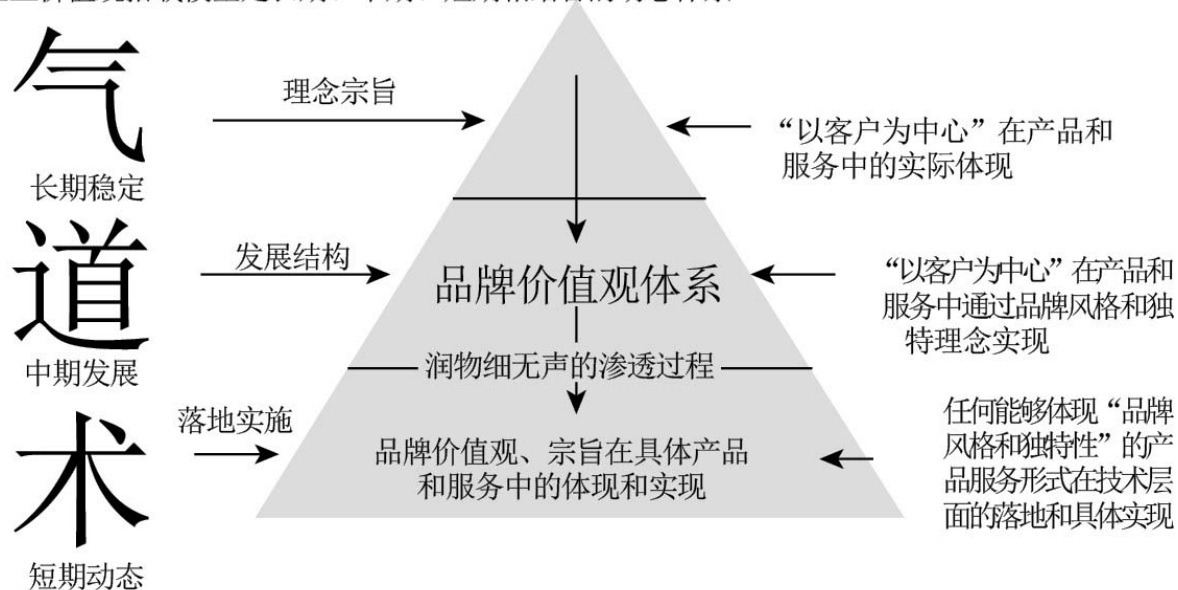 气
长期稳定
理念宗旨
“以客户为中心”在产品和
服务中的实际体现
道
中期发展
发展结构
品牌价值观体系
“以客户为中心”在产品和
服务中通过品牌风格和独
特理念实现
润物细无声的渗透过程
术
短期动态
落地实施
品牌价值观、宗旨在具体产品
和服务中的体现和实现
任何能够体现“品牌
风格和独特性”的产
品服务形式在技术层
面的落地和具体实现